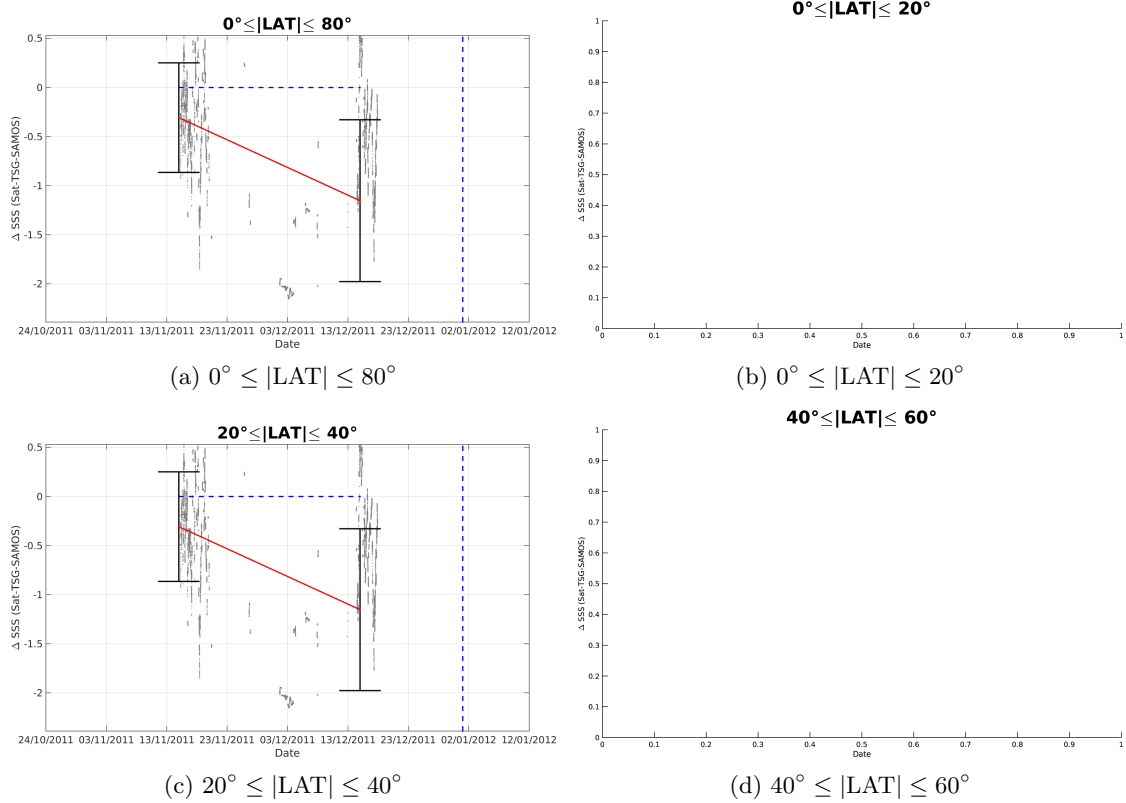 0°≤|LAT|≤ 80°
0.5
0
-0.5
-1
-1.5
-2
Δ SSS (Sat-TSG-SAMOS)
24/10/2011 03/11/2011 13/11/2011 23/11/2011 03/12/2011 13/12/2011 23/12/2011 02/01/2012 12/01/2012
Date
(a) 0° ≤ |LAT| ≤ 80°
0°≤|LAT|≤ 20°
1
0.9
0.8
0.7
0.6
0.5
0.4
0.3
0.2
0.1
0
Δ SSS (Sat-TSG-SAMOS)
0 0.1 0.2 0.3 0.4 0.5 0.6 0.7 0.8 0.9 1
Date
(b) 0° ≤ |LAT| ≤ 20°
20°≤|LAT|≤ 40°
0.5
0
-0.5
-1
-1.5
-2
Δ SSS (Sat-TSG-SAMOS)
24/10/2011 03/11/2011 13/11/2011 23/11/2011 03/12/2011 13/12/2011 23/12/2011 02/01/2012 12/01/2012
Date
(c) 20° ≤ |LAT| ≤ 40°
40°≤|LAT|≤ 60°
1
0.9
0.8
0.7
0.6
0.5
0.4
0.3
0.2
0.1
0
Δ SSS (Sat-TSG-SAMOS)
0 0.1 0.2 0.3 0.4 0.5 0.6 0.7 0.8 0.9 1
Date
(d) 40° ≤ |LAT| ≤ 60°